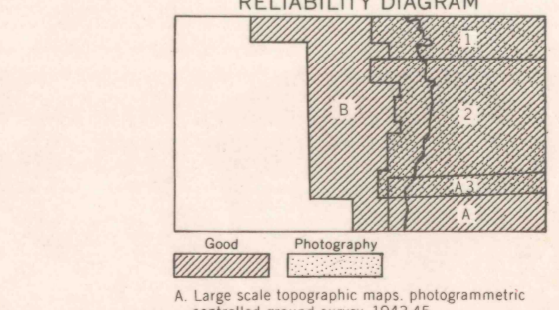 RELIABILITY DIAGRAM
1
B
2
A3
A
Good Photography
A. Large scale topographic maps. photogrammetric
controlled ground survey. 1942-45